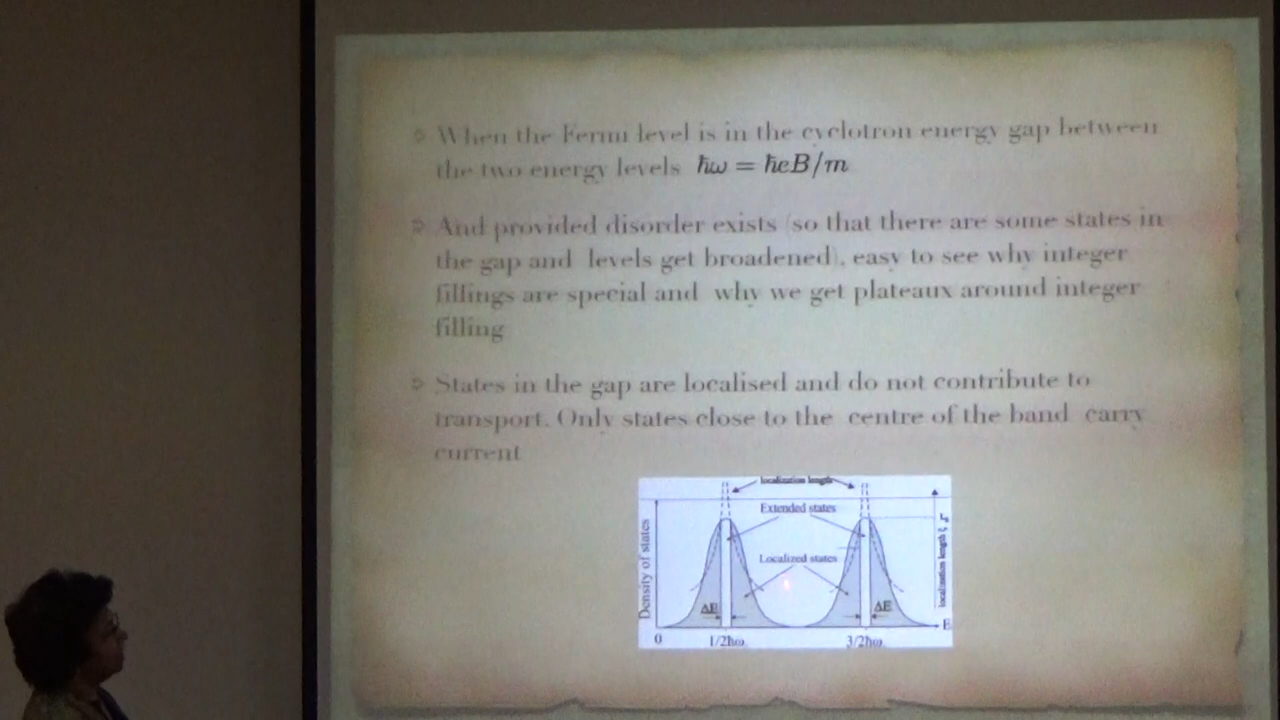 When the Fermi level is in the cyclotron energy gap between
the two energy levels ℏω = ℏeB/m
And provided disorder exists (so that there are some states in
the gap and levels get broadened), easy to see why integer
fillings are special and why we get plateaux around integer
filling
States in the gap are localised and do not contribute to
transport. Only states close to the centre of the band carry
current
localization length
Extended states
Localized states
Density of states
localization length ξ
ΔE
ΔE
E
0
1/2ℏω
3/2ℏω